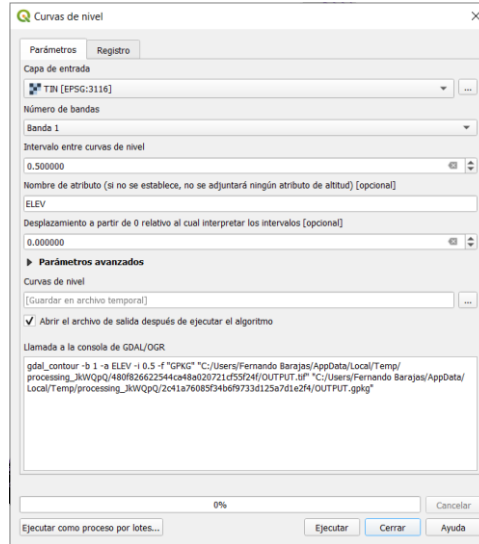 Curvas de nivel
Parámetros Registro
Capa de entrada
TIN [EPSG:3116] ...
Número de bandas
Banda 1
Intervalo entre curvas de nivel
0.500000
Nombre de atributo (si no se establece, no se adjuntará ningún atributo de altitud) [opcional]
ELEV
Desplazamiento a partir de 0 relativo al cual interpretar los intervalos [opcional]
0.000000
Parámetros avanzados
Curvas de nivel
[Guardar en archivo temporal] ...
Abrir el archivo de salida después de ejecutar el algoritmo
Llamada a la consola de GDAL/OGR
gdal_contour -b 1 -a ELEV -i 0.5 -f "GPKG" "C:/Users/Fernando Barajas/AppData/Local/Temp/
processing_JkWQpQ/480f826622544ca48a020721cf55f24f/OUTPUT.tif" "C:/Users/Fernando Barajas/AppData/
Local/Temp/processing_JkWQpQ/2c41a76085f34b6f9733d125a7d1e2f4/OUTPUT.gpkg"
0% Cancelar
Ejecutar como proceso por lotes... Ejecutar Cerrar Ayuda